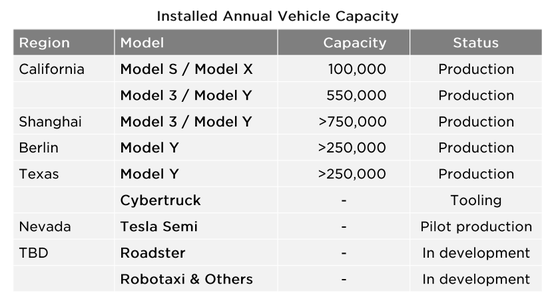 Installed Annual Vehicle Capacity
Region Model Capacity Status
California Model S / Model X 100,000 Production
Model 3 / Model Y 550,000 Production
Shanghai Model 3 / Model Y >750,000 Production
Berlin Model Y >250,000 Production
Texas Model Y >250,000 Production
Cybertruck - Tooling
Nevada Tesla Semi - Pilot production
TBD Roadster - In development
Robotaxi & Others - In development